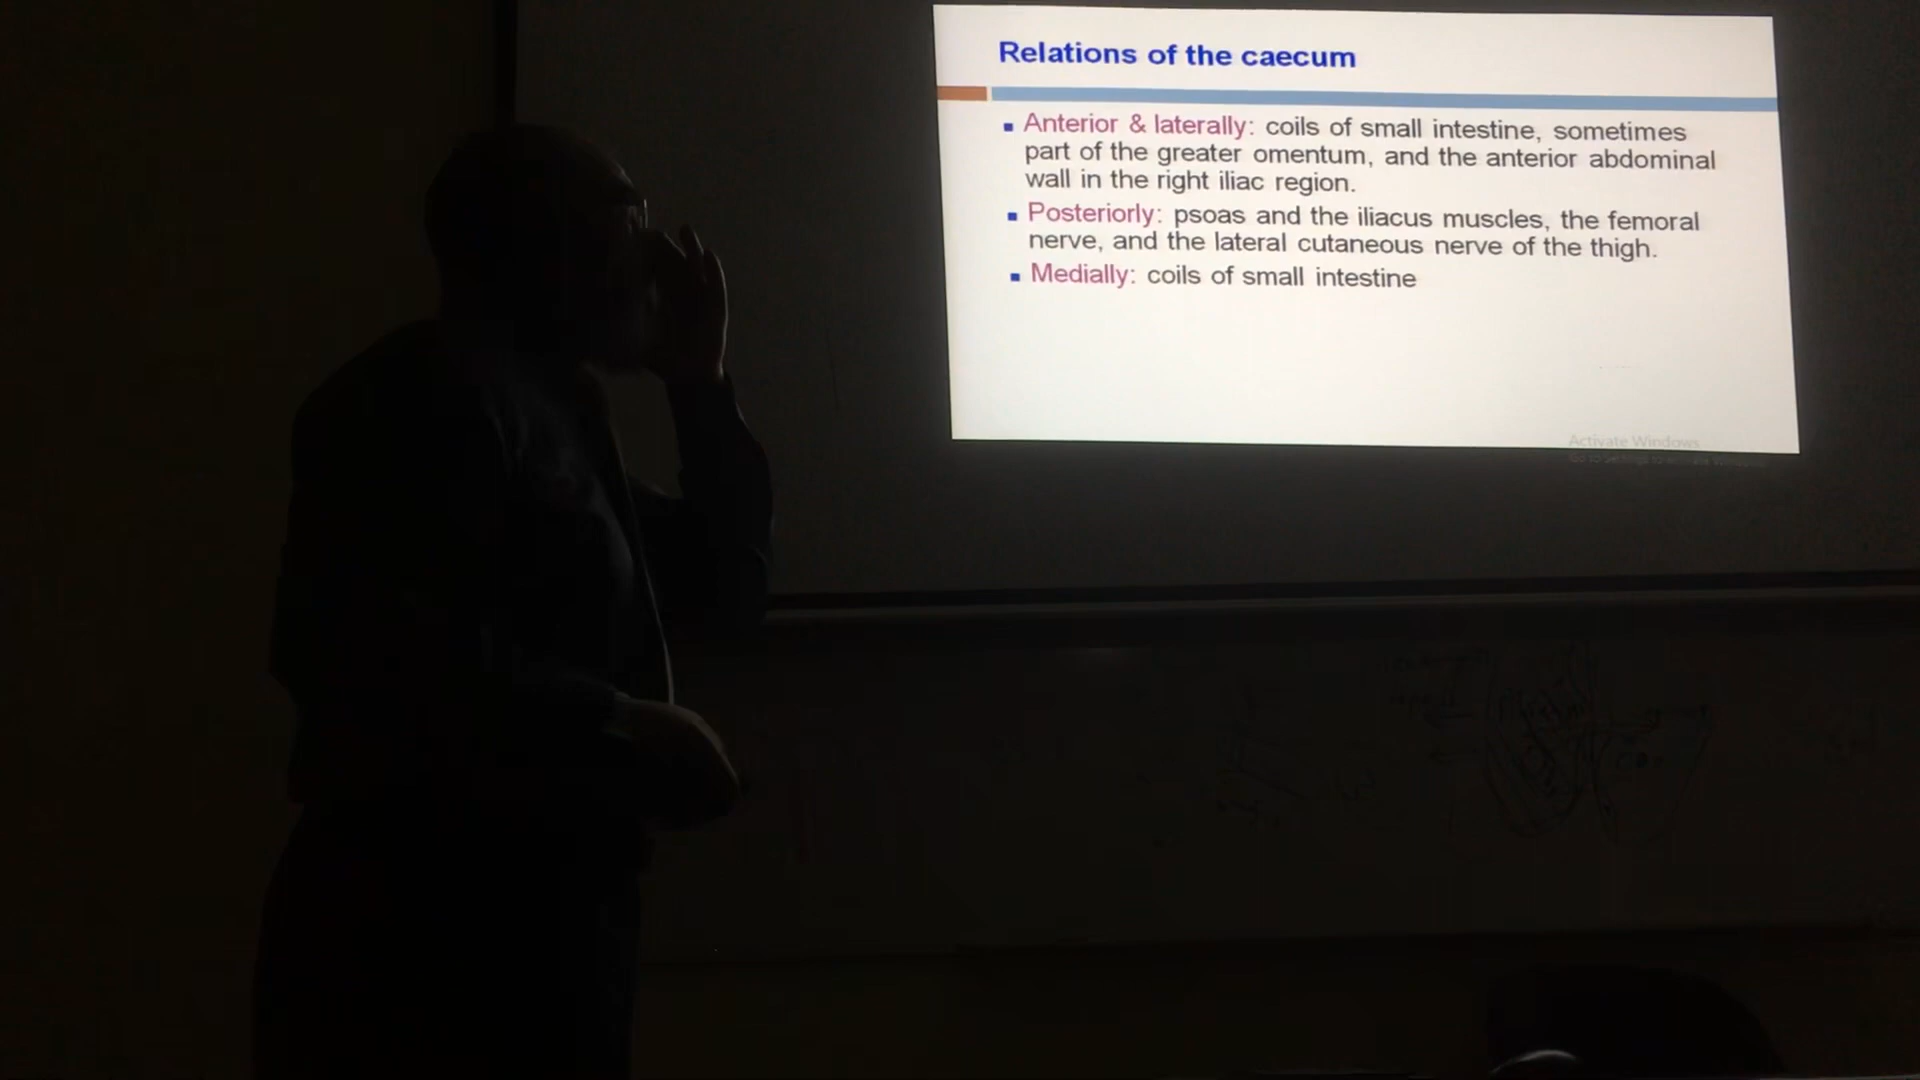 Relations of the caecum
Anterior & laterally: coils of small intestine, sometimes
part of the greater omentum, and the anterior abdominal
wall in the right iliac region.
Posteriorly: psoas and the iliacus muscles, the femoral
nerve, and the lateral cutaneous nerve of the thigh.
Medially: coils of small intestine
Activate Windows